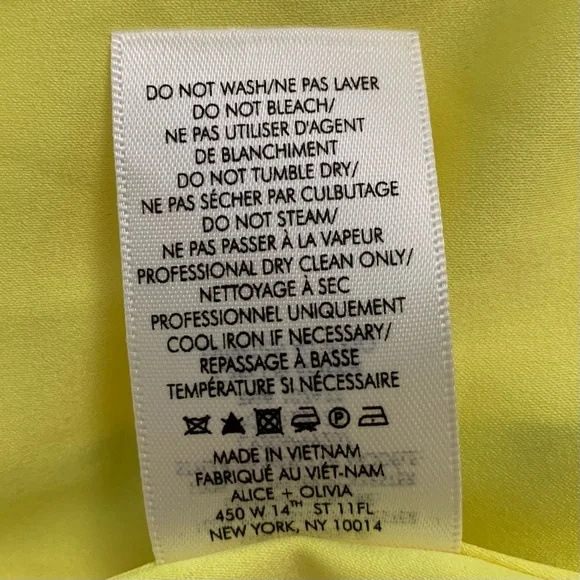 DO NOT WASH/NE PAS LAVER
DO NOT BLEACH/
NE PAS UTILISER D'AGENT
DE BLANCHIMENT
DO NOT TUMBLE DRY/
NE PAS SÉCHER PAR CULBUTAGE
DO NOT STEAM/
NE PAS PASSER À LA VAPEUR
PROFESSIONAL DRY CLEAN ONLY/
NETTOYAGE À SEC
PROFESSIONNEL UNIQUEMENT
COOL IRON IF NECESSARY/
REPASSAGE À BASSE
TEMPÉRATURE SI NÉCESSAIRE
P
MADE IN VIETNAM
FABRIQUÉ AU VIÊT-NAM
ALICE + OLIVIA
450 W 14TH ST 11FL
NEW YORK, NY 10014